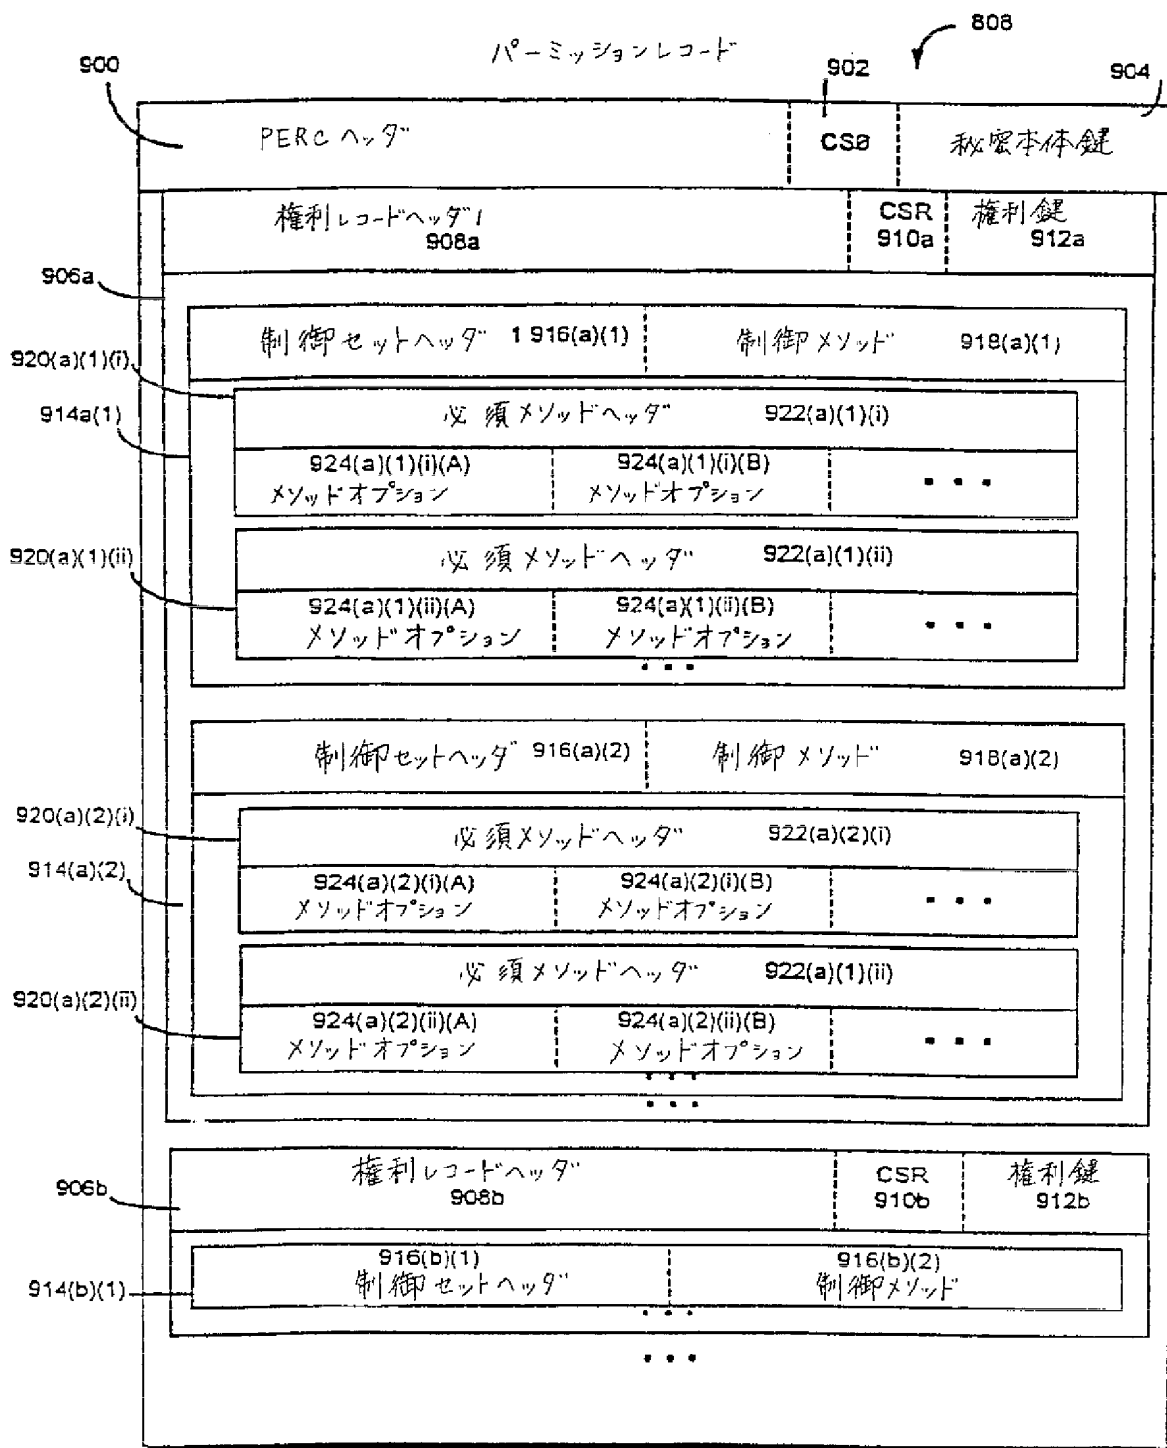 808
パーミッションレコード
900
902
904
PERC ヘッダ
CS0
秘密本体鍵
権利レコードヘッダ1
908a
CSR
910a
権利鍵
912a
906a
制御セットヘッダ 1 916(a)(1)
制御メソッド 918(a)(1)
920(a)(1)(i)
914a(1)
必須メソッドヘッダ 922(a)(1)(i)
924(a)(1)(i)(A)
メソッドオプション
924(a)(1)(i)(B)
メソッドオプション
• • •
920(a)(1)(ii)
必須メソッドヘッダ 922(a)(1)(ii)
924(a)(1)(ii)(A)
メソッドオプション
924(a)(1)(ii)(B)
メソッドオプション
• • •
• • •
制御セットヘッダ 916(a)(2)
制御メソッド 918(a)(2)
920(a)(2)(i)
914(a)(2)
必須メソッドヘッダ 922(a)(2)(i)
924(a)(2)(i)(A)
メソッドオプション
924(a)(2)(i)(B)
メソッドオプション
• • •
920(a)(2)(ii)
必須メソッドヘッダ 922(a)(1)(ii)
924(a)(2)(ii)(A)
メソッドオプション
924(a)(2)(ii)(B)
メソッドオプション
• • •
• • •
• • •
906b
権利レコードヘッダ
908b
CSR
910b
権利鍵
912b
914(b)(1)
916(b)(1)
制御セットヘッダ
916(b)(2)
制御メソッド
• • •
• • •